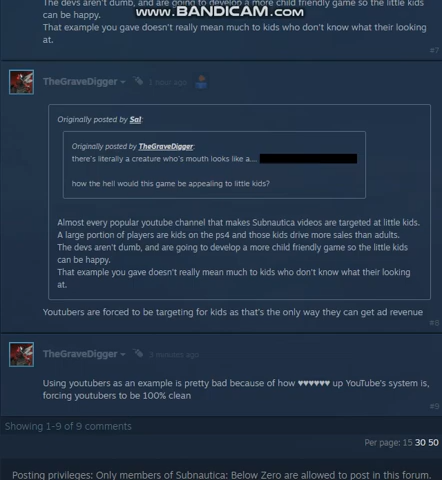 The devs aren't dumb, and are going to develop a more child friendly game so the little kids
www.BANDICAM.com
can be happy.
That example you gave doesn't really mean much to kids who don't know what their looking
at.
#7
TheGraveDigger
1 hour ago
Originally posted by Sal:
Originally posted by TheGraveDigger:
there's literally a creature who's mouth looks like a....
how the hell would this game be appealing to little kids?
Almost every popular youtube channel that makes Subnautica videos are targeted at little kids.
A large portion of players are kids on the ps4 and those kids drive more sales than adults.
The devs aren't dumb, and are going to develop a more child friendly game so the little kids
can be happy.
That example you gave doesn't really mean much to kids who don't know what their looking
at.
Youtubers are forced to be targeting for kids as that's the only way they can get ad revenue
#8
TheGraveDigger
3 minutes ago
Using youtubers as an example is pretty bad because of how ♥♥♥♥♥♥ up YouTube's system is,
forcing youtubers to be 100% clean
#9
Showing 1-9 of 9 comments
Per page: 15 30 50
Posting privileges: Only members of Subnautica: Below Zero are allowed to post in this forum.